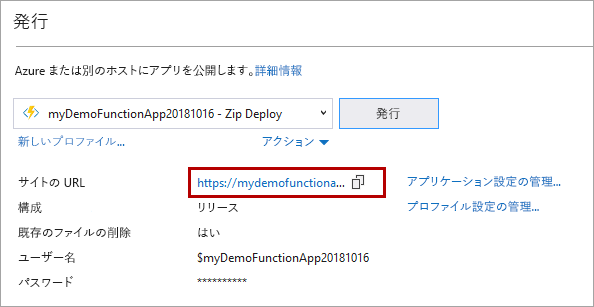 発行
Azure または別のホストにアプリを公開します。詳細情報
myDemoFunctionApp20181016 - Zip Deploy 発行
新しいプロファイル... アクション
サイトの URL https://mydemofunctiona... アプリケーション設定の管理...
構成 リリース プロファイル設定の管理...
既存のファイルの削除 はい
ユーザー名 $myDemoFunctionApp20181016
パスワード **********